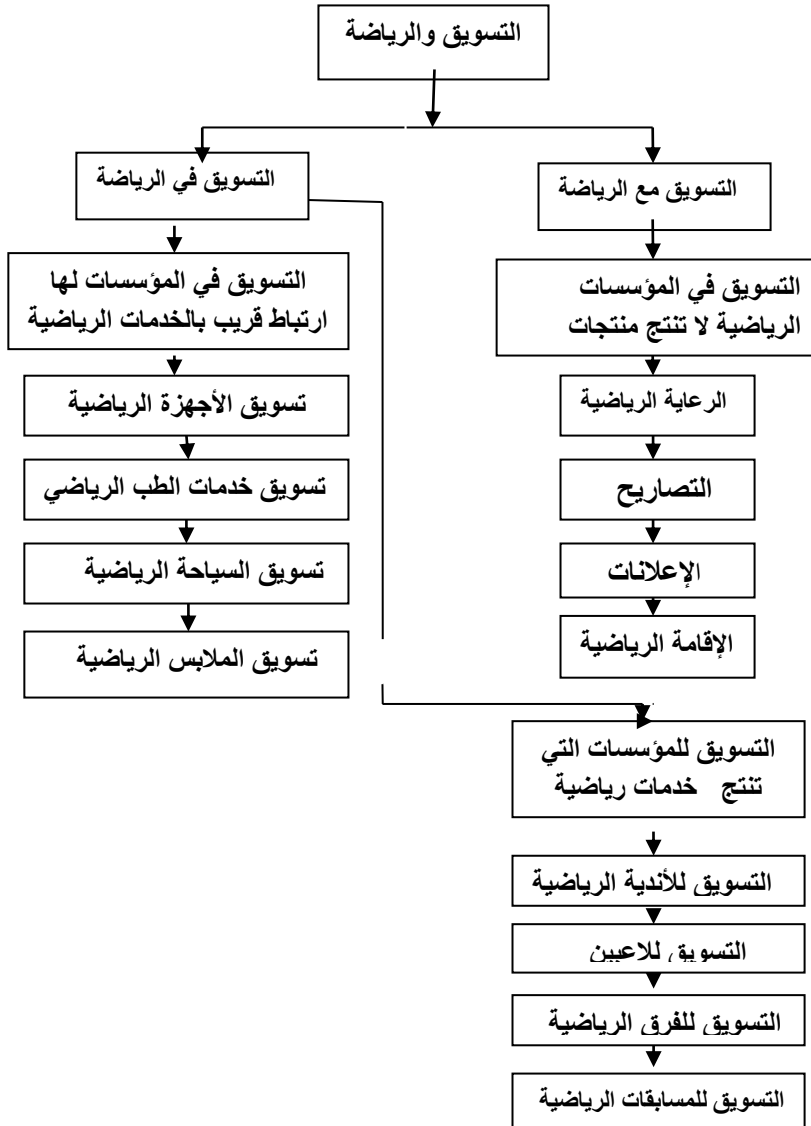 التسويق والرياضة
التسويق مع الرياضة
التسويق في الرياضة
التسويق في المؤسسات
الرياضية لا تنتج منتجات
الرعاية الرياضية
التصاريح
الإعلانات
الإقامة الرياضية
التسويق في المؤسسات لها
ارتباط قريب بالخدمات الرياضية
تسويق الأجهزة الرياضية
تسويق خدمات الطب الرياضي
تسويق السياحة الرياضية
تسويق الملابس الرياضية
التسويق للمؤسسات التي
تنتج خدمات رياضية
التسويق للأندية الرياضية
التسويق للاعبين
التسويق للفرق الرياضية
التسويق للمسابقات الرياضية